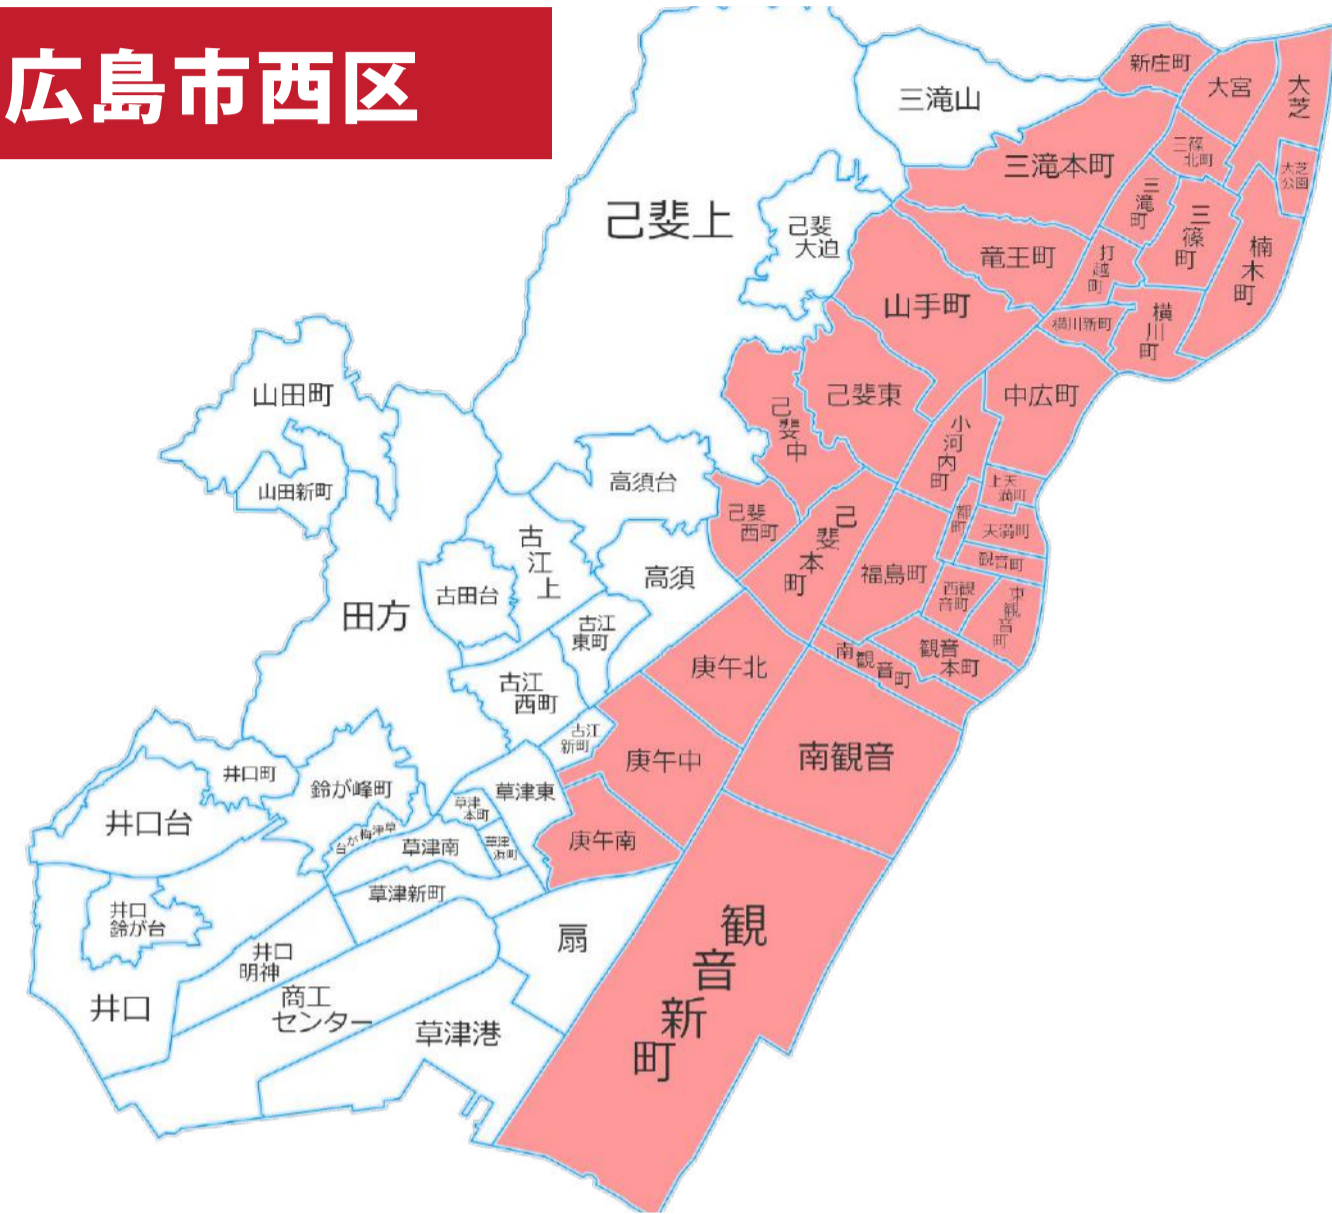 広島市西区
新庄町
大宮
大芝
三滝山
三篠
北町
三滝本町
大芝
公園
三滝町
三篠町
己斐上
己斐
大迫
竜王町
打越町
楠木町
山手町
横川新町
横川町
山田町
己斐東
中広町
己斐中
小河内町
高須台
山田新町
上天
満町
己斐
西町
己斐本町
都町
天満町
古江上
観音町
高須
福島町
古田台
西観
音町
東観音町
田方
古江
東町
南観音町
観音
本町
庚午北
古江
西町
古江
新町
庚午中
南観音
井口町
鈴が峰町
草津東
草津
本町
井口台
草津梅が台
草津南
草津
浜町
庚午南
草津新町
井口
鈴が台
扇
観音新町
井口
明神
商工
センター
井口
草津港